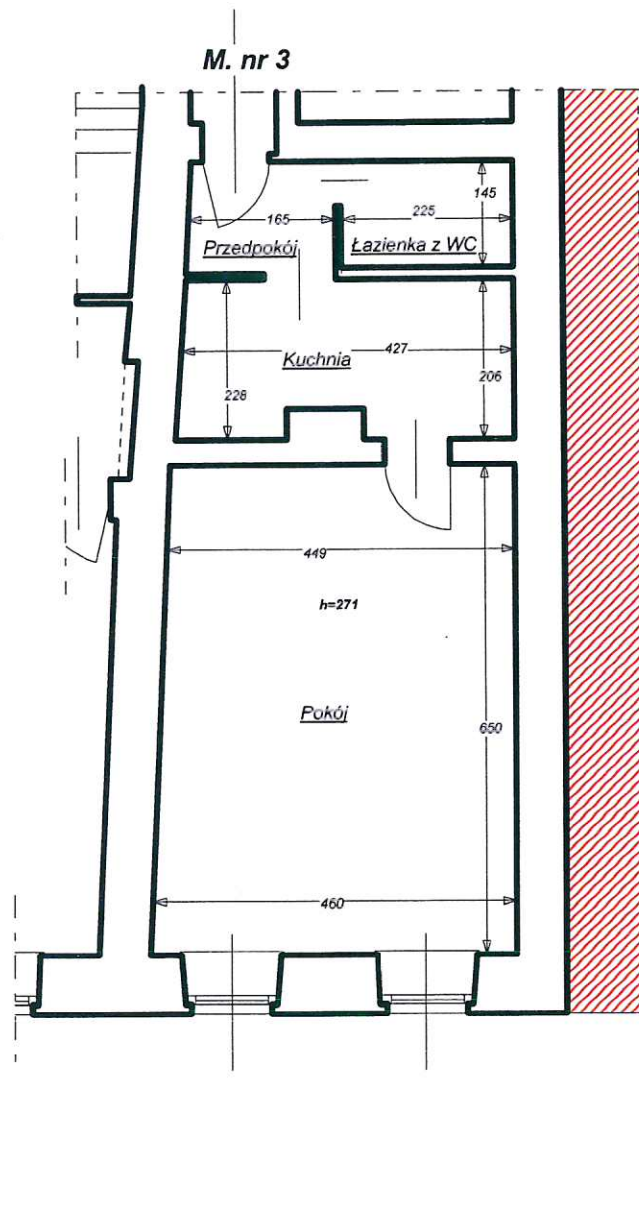 M. nr 3
145
165
225
Przedpokój
Łazienka z WC
427
Kuchnia
206
228
449
h=271
Pokój
650
460